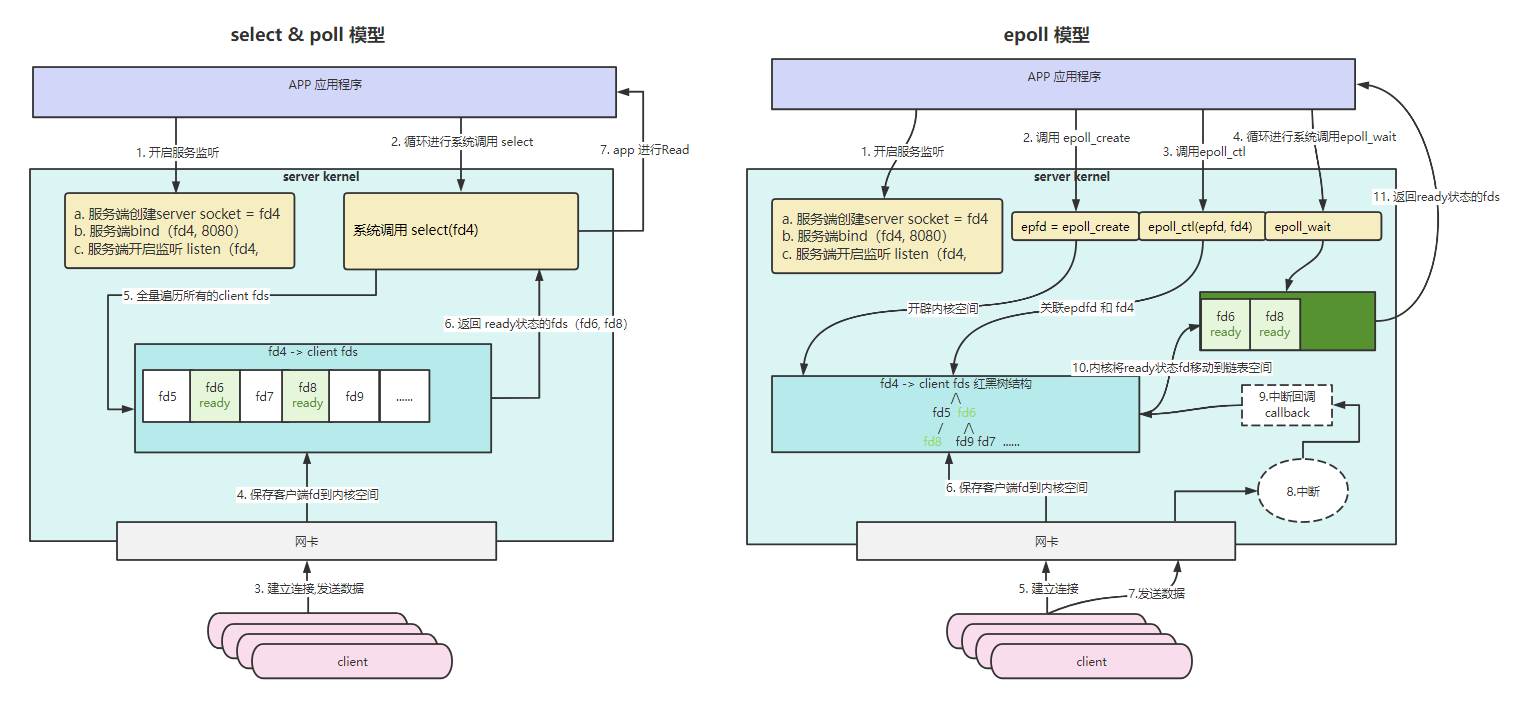 select & poll 模型
APP 应用程序
1. 开启服务监听
2. 循环进行系统调用 select
7. app 进行Read
server kernel
a. 服务端创建server socket = fd4
b. 服务端bind（fd4, 8080）
c. 服务端开启监听 listen（fd4,
系统调用 select(fd4)
5. 全量遍历所有的client fds
6. 返回 ready状态的fds（fd6, fd8）
fd4 -> client fds
fd5
fd6
ready
fd7
fd8
ready
fd9
......
4. 保存客户端fd到内核空间
网卡
3. 建立连接,发送数据
client
epoll 模型
APP 应用程序
1. 开启服务监听
2. 调用 epoll_create
3. 调用epoll_ctl
4. 循环进行系统调用epoll_wait
11. 返回ready状态的fds
server kernel
a. 服务端创建server socket = fd4
b. 服务端bind（fd4, 8080）
c. 服务端开启监听 listen（fd4,
epfd = epoll_create
epoll_ctl(epfd, fd4)
epoll_wait
开辟内核空间
关联epdfd 和 fd4
fd6
ready
fd8
ready
10.内核将ready状态fd移动到链表空间
fd4 -> client fds 红黑树结构
/\
fd5 fd6
/ /\
fd8 fd9 fd7 ......
9.中断回调
callback
8.中断
6. 保存客户端fd到内核空间
网卡
5. 建立连接
7.发送数据
client